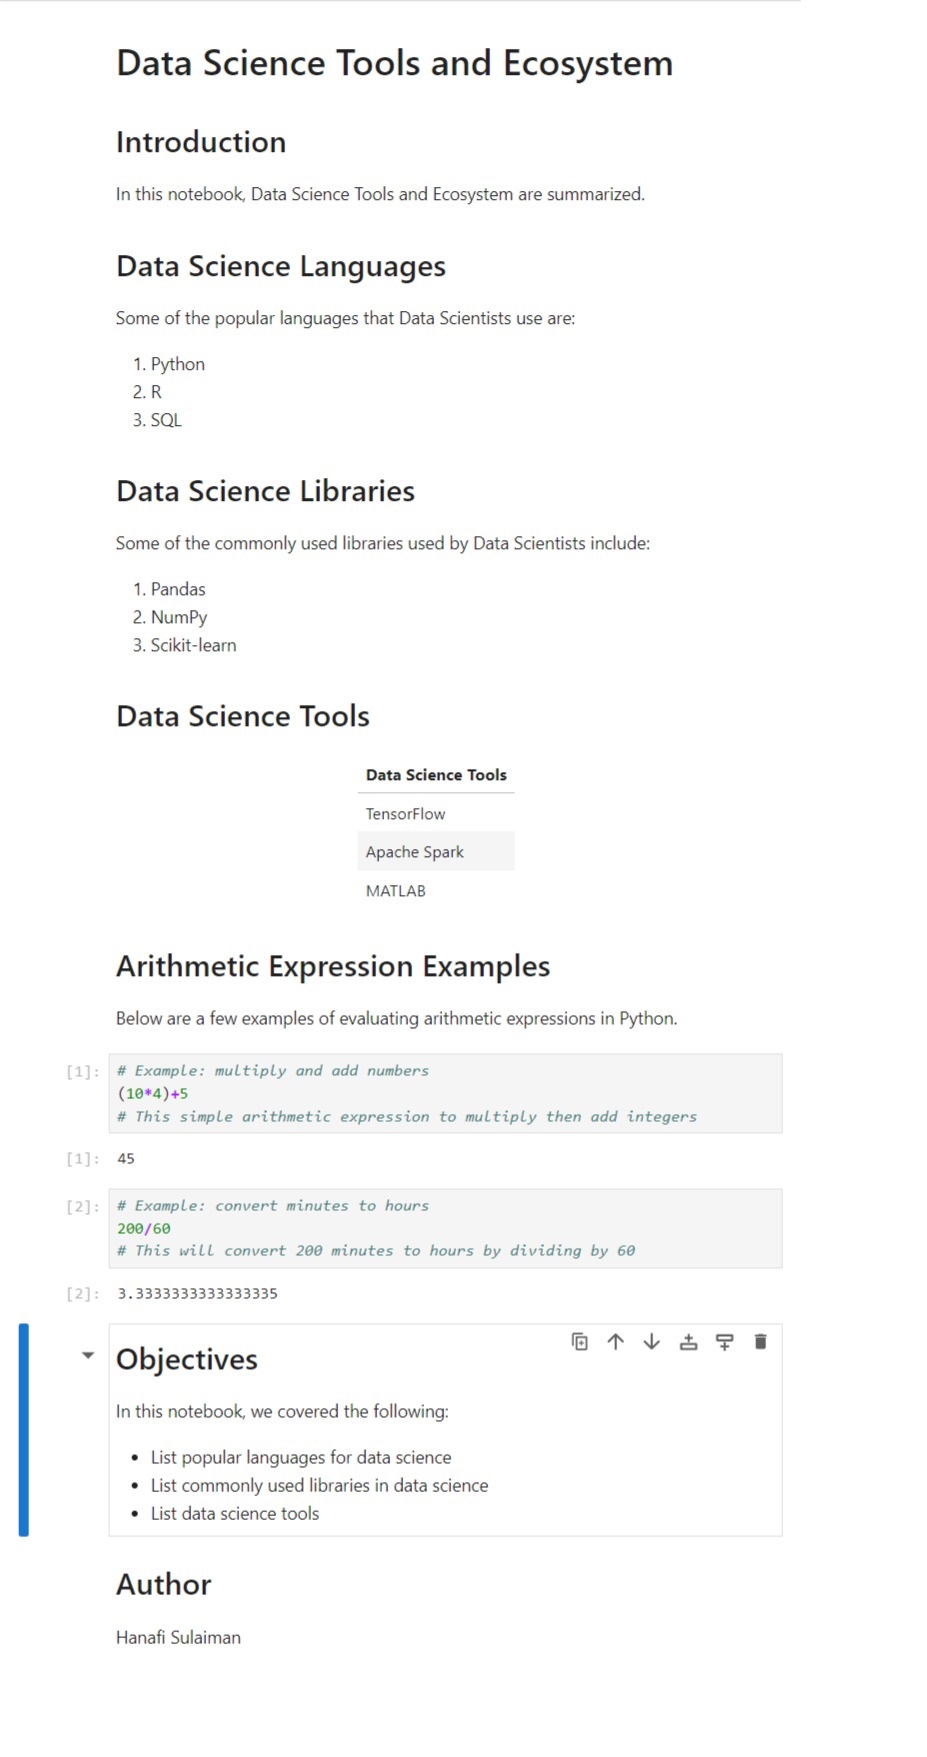 Data Science Tools and Ecosystem
Introduction
In this notebook, Data Science Tools and Ecosystem are summarized.
Data Science Languages
Some of the popular languages that Data Scientists use are:
1. Python
2. R
3. SQL
Data Science Libraries
Some of the commonly used libraries used by Data Scientists include:
1. Pandas
2. NumPy
3. Scikit-learn
Data Science Tools
Data Science Tools
TensorFlow
Apache Spark
MATLAB
Arithmetic Expression Examples
Below are a few examples of evaluating arithmetic expressions in Python.
[1]: # Example: multiply and add numbers
(10*4)+5
# This simple arithmetic expression to multiply then add integers
[1]: 45
[2]: # Example: convert minutes to hours
200/60
# This will convert 200 minutes to hours by dividing by 60
[2]: 3.3333333333333335
Objectives
In this notebook, we covered the following:
• List popular languages for data science
• List commonly used libraries in data science
• List data science tools
Author
Hanafi Sulaiman